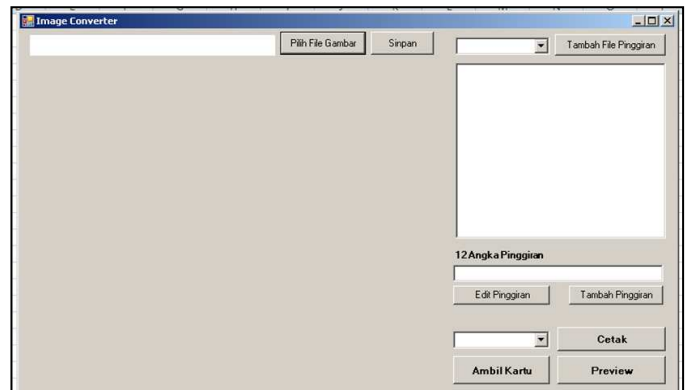 Image Converter
Pilih File Gambar
Sinpan
Tambah File Pinggiran
12 Angka Pinggiran
Edit Pinggiran
Tambah Pinggiran
Cetak
Ambil Kartu
Preview